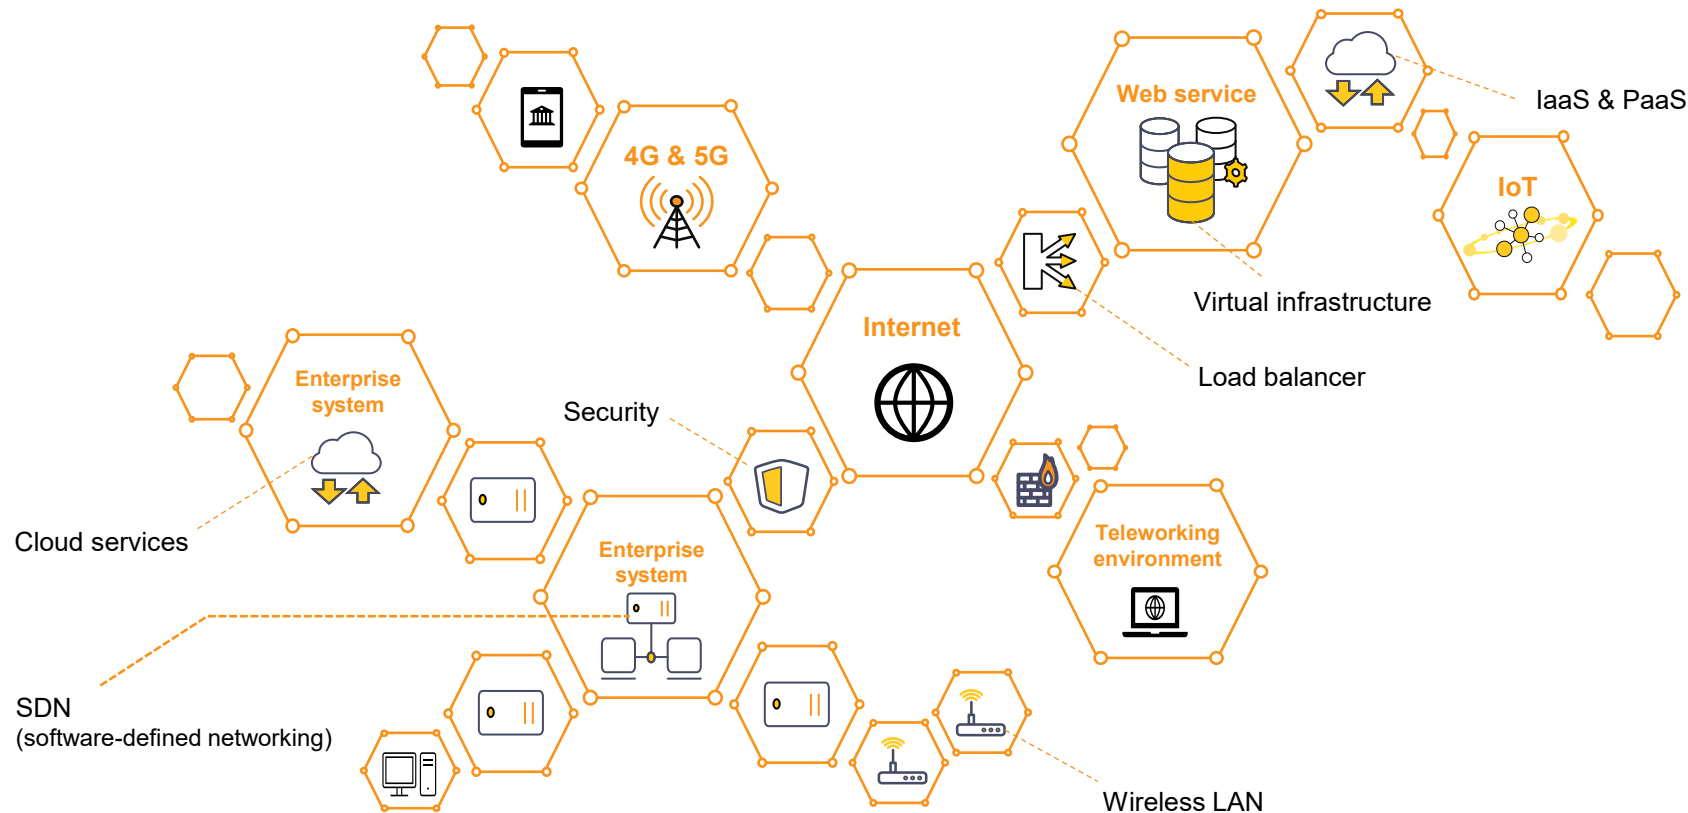 Web service
IaaS & PaaS
4G & 5G
IoT
Virtual infrastructure
Internet
Load balancer
Enterprise
system
Security
Cloud services
Teleworking
environment
Enterprise
system
SDN
(software-defined networking)
Wireless LAN